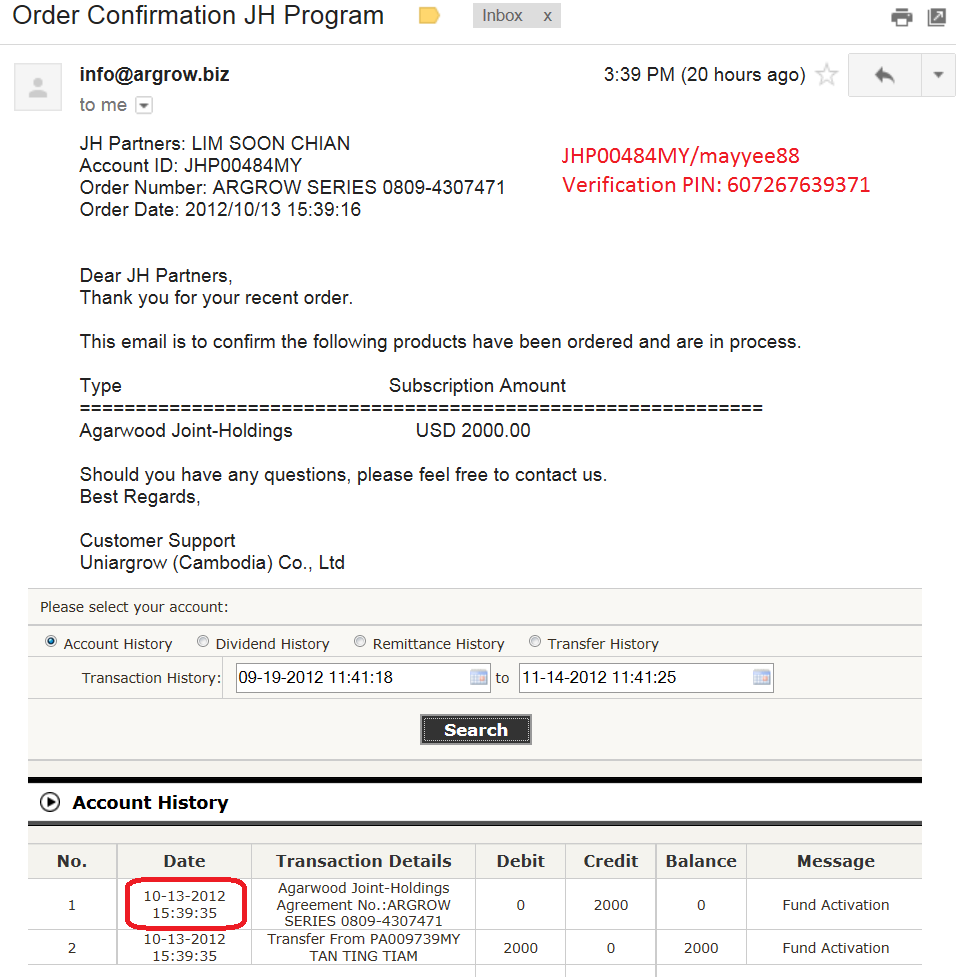 Order Confirmation JH Program
Inbox x
info@argrow.biz
3:39 PM (20 hours ago)
to me
JH Partners: LIM SOON CHIAN
Account ID: JHP00484MY
Order Number: ARGROW SERIES 0809-4307471
Order Date: 2012/10/13 15:39:16
JHP00484MY/mayyee88
Verification PIN: 607267639371
Dear JH Partners,
Thank you for your recent order.
This email is to confirm the following products have been ordered and are in process.
Type Subscription Amount
=============================================================
Agarwood Joint-Holdings USD 2000.00
Should you have any questions, please feel free to contact us.
Best Regards,
Customer Support
Uniargrow (Cambodia) Co., Ltd
Please select your account:
Account History Dividend History Remittance History Transfer History
Transaction History: 09-19-2012 11:41:18 to 11-14-2012 11:41:25
Search
Account History
No. Date Transaction Details Debit Credit Balance Message
1 10-13-2012 15:39:35 Agarwood Joint-Holdings Agreement No.:ARGROW SERIES 0809-4307471 0 2000 0 Fund Activation
2 10-13-2012 15:39:35 Transfer From PA009739MY TAN TING TIAM 2000 0 2000 Fund Activation